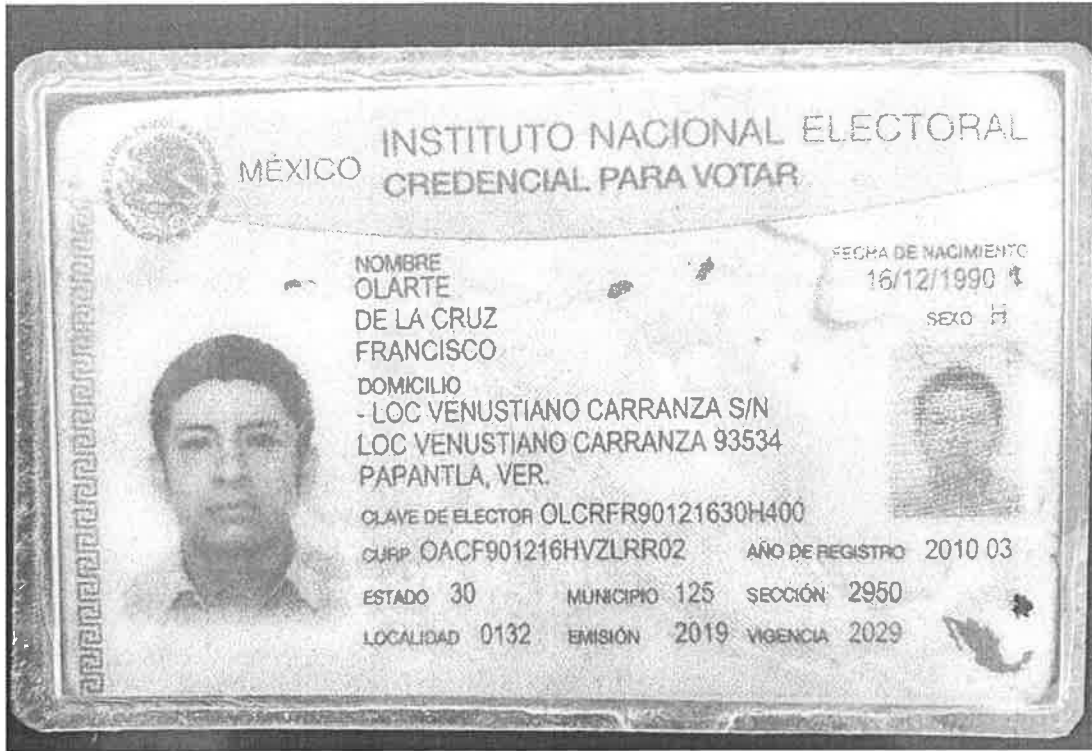 MÉXICO
INSTITUTO NACIONAL ELECTORAL
CREDENCIAL PARA VOTAR
FECHA DE NACIMIENTO
16/12/1990
SEXO H
NOMBRE
OLARTE
DE LA CRUZ
FRANCISCO
DOMICILIO
- LOC VENUSTIANO CARRANZA S/N
LOC VENUSTIANO CARRANZA 93534
PAPANTLA, VER.
CLAVE DE ELECTOR OLCRFR90121630H400
CURP OACF901216HVZLRR02 AÑO DE REGISTRO 2010 03
ESTADO 30 MUNICIPIO 125 SECCIÓN 2950
LOCALIDAD 0132 EMISIÓN 2019 VIGENCIA 2029